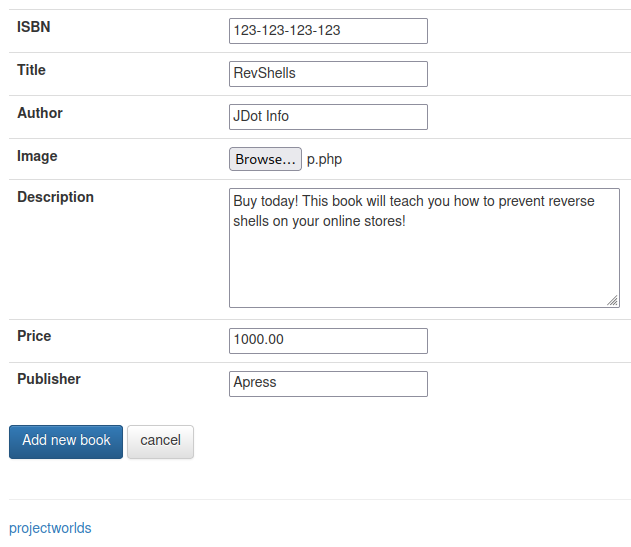 ISBN 123-123-123-123
Title RevShells
Author JDot Info
Image Browse... p.php
Description Buy today! This book will teach you how to prevent reverse
shells on your online stores!
Price 1000.00
Publisher Apress
Add new book cancel
projectworlds